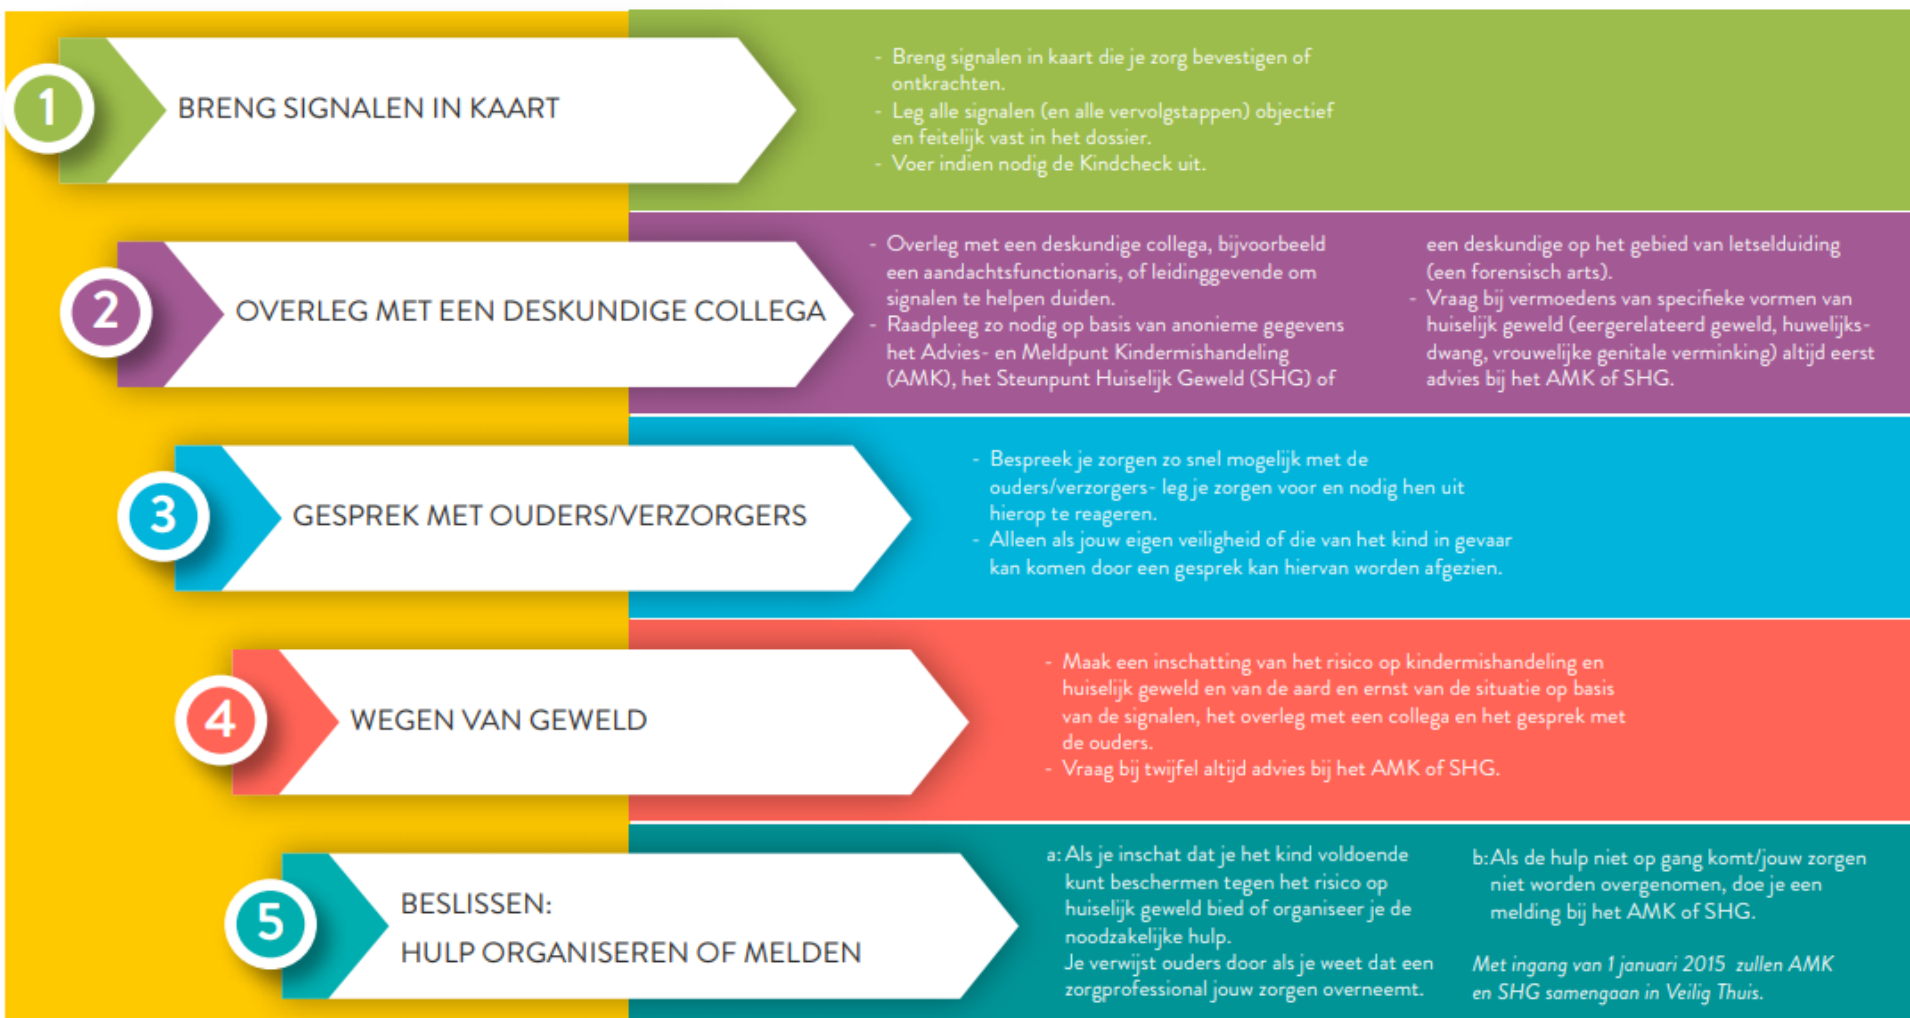 1
BRENG SIGNALEN IN KAART
- Breng signalen in kaart die je zorg bevestigen of
ontkrachten.
- Leg alle signalen (en alle vervolgstappen) objectief
en feitelijk vast in het dossier.
- Voer indien nodig de Kindcheck uit.
2
OVERLEG MET EEN DESKUNDIGE COLLEGA
- Overleg met een deskundige collega, bijvoorbeeld
een aandachtsfunctionaris, of leidinggevende om
signalen te helpen duiden.
- Raadpleeg zo nodig op basis van anonieme gegevens
het Advies- en Meldpunt Kindermishandeling
(AMK), het Steunpunt Huiselijk Geweld (SHG) of
een deskundige op het gebied van letselduiding
(een forensisch arts).
- Vraag bij vermoedens van specifieke vormen van
huiselijk geweld (eergerelateerd geweld, huwelijks-
dwang, vrouwelijke genitale verminking) altijd eerst
advies bij het AMK of SHG.
3
GESPREK MET OUDERS/VERZORGERS
- Bespreek je zorgen zo snel mogelijk met de
ouders/verzorgers- leg je zorgen voor en nodig hen uit
hierop te reageren.
- Alleen als jouw eigen veiligheid of die van het kind in gevaar
kan komen door een gesprek kan hiervan worden afgezien.
4
WEGEN VAN GEWELD
- Maak een inschatting van het risico op kindermishandeling en
huiselijk geweld en van de aard en ernst van de situatie op basis
van de signalen, het overleg met een collega en het gesprek met
de ouders.
- Vraag bij twijfel altijd advies bij het AMK of SHG.
5
BESLISSEN:
HULP ORGANISEREN OF MELDEN
a: Als je inschat dat je het kind voldoende
kunt beschermen tegen het risico op
huiselijk geweld bied of organiseer je de
noodzakelijke hulp.
Je verwijst ouders door als je weet dat een
zorgprofessional jouw zorgen overneemt.
b:Als de hulp niet op gang komt/jouw zorgen
niet worden overgenomen, doe je een
melding bij het AMK of SHG.
Met ingang van 1 januari 2015 zullen AMK
en SHG samengaan in Veilig Thuis.